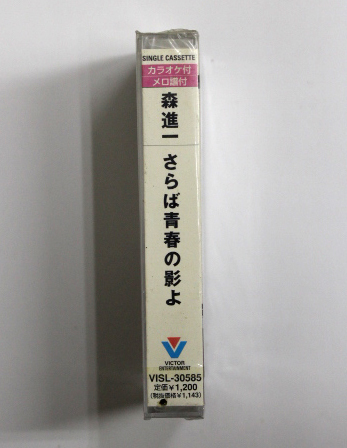 SINGLE CASSETTE
カラオケ付
メロ譜付
森進一
さらば青春の影よ
VICTOR
ENTERTAINMENT
VISL-30585
定価¥1,200
(税抜価格¥1,143)